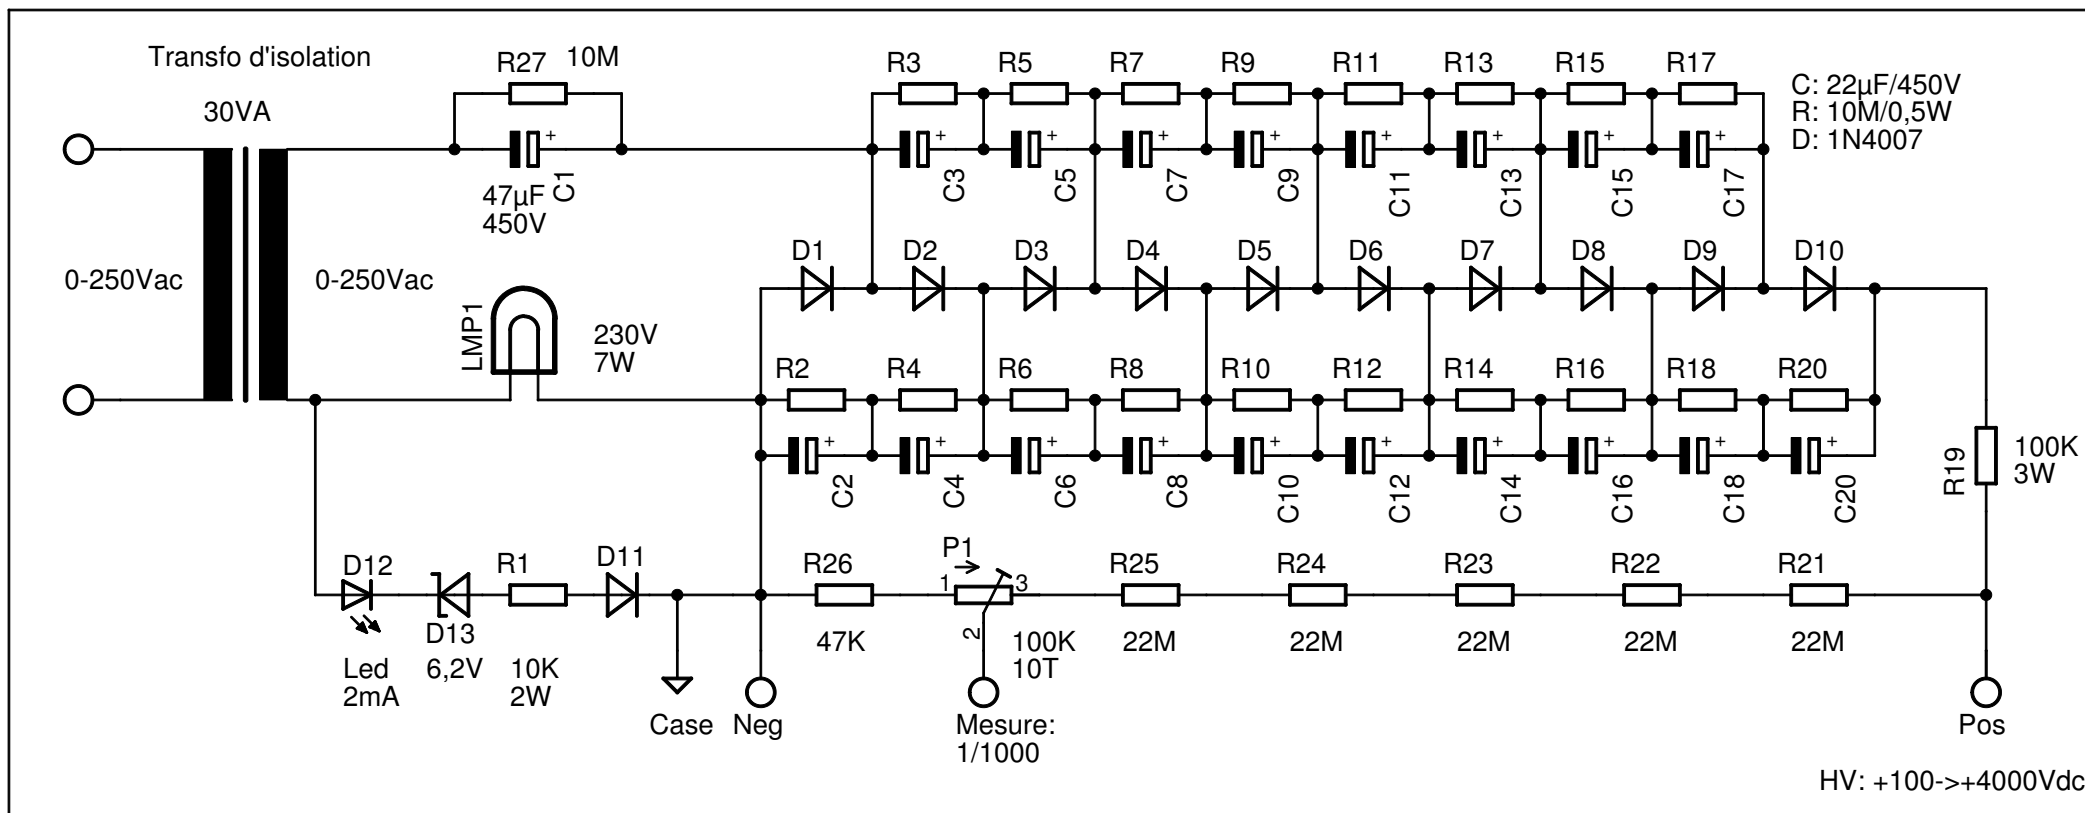 Transfo d'isolation
30VA
0-250Vac
0-250Vac
R27
10M
+
C1
47µF
450V
LMP1
230V
7W
R3
R5
R7
R9
R11
R13
R15
R17
+
+
+
+
+
+
+
+
C3
C5
C7
C9
C11
C13
C15
C17
C: 22µF/450V
R: 10M/0,5W
D: 1N4007
D1
D2
D3
D4
D5
D6
D7
D8
D9
D10
R2
R4
R6
R8
R10
R12
R14
R16
R18
R20
+
+
+
+
+
+
+
+
+
+
C2
C4
C6
C8
C10
C12
C14
C16
C18
C20
R19
100K
3W
D12
Led
2mA
D13
6,2V
R1
10K
2W
D11
Case
Neg
R26
47K
P1
1
3
2
100K
10T
Mesure:
1/1000
R25
22M
R24
22M
R23
22M
R22
22M
R21
22M
Pos
HV: +100->+4000Vdc